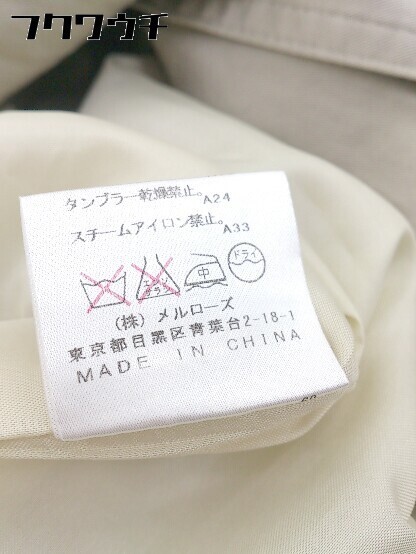 フクワウチ
タンブラー乾燥禁止。A24
スチームアイロン禁止。A33
中 ドライ
(株) メルローズ
東京都目黒区青葉台2-18-1
MADE IN CHINA